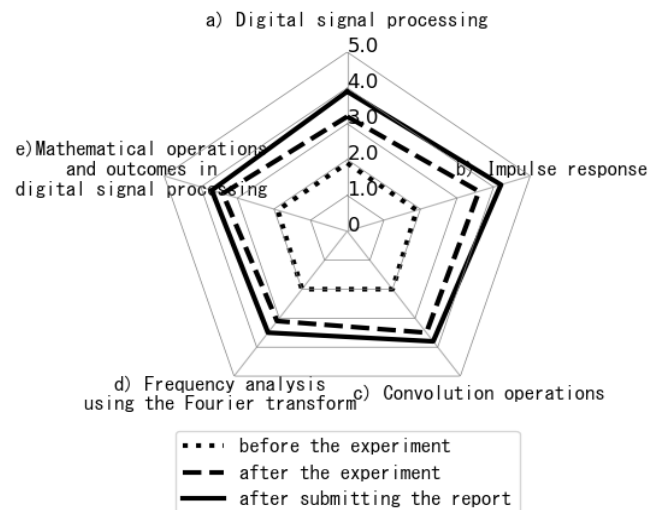 a) Digital signal processing
5.0
4.0
3.0
2.0
1.0
0
b) Impulse response
c) Convolution operations
d) Frequency analysis
using the Fourier transform
e)Mathematical operations
and outcomes in
digital signal processing
before the experiment
after the experiment
after submitting the report